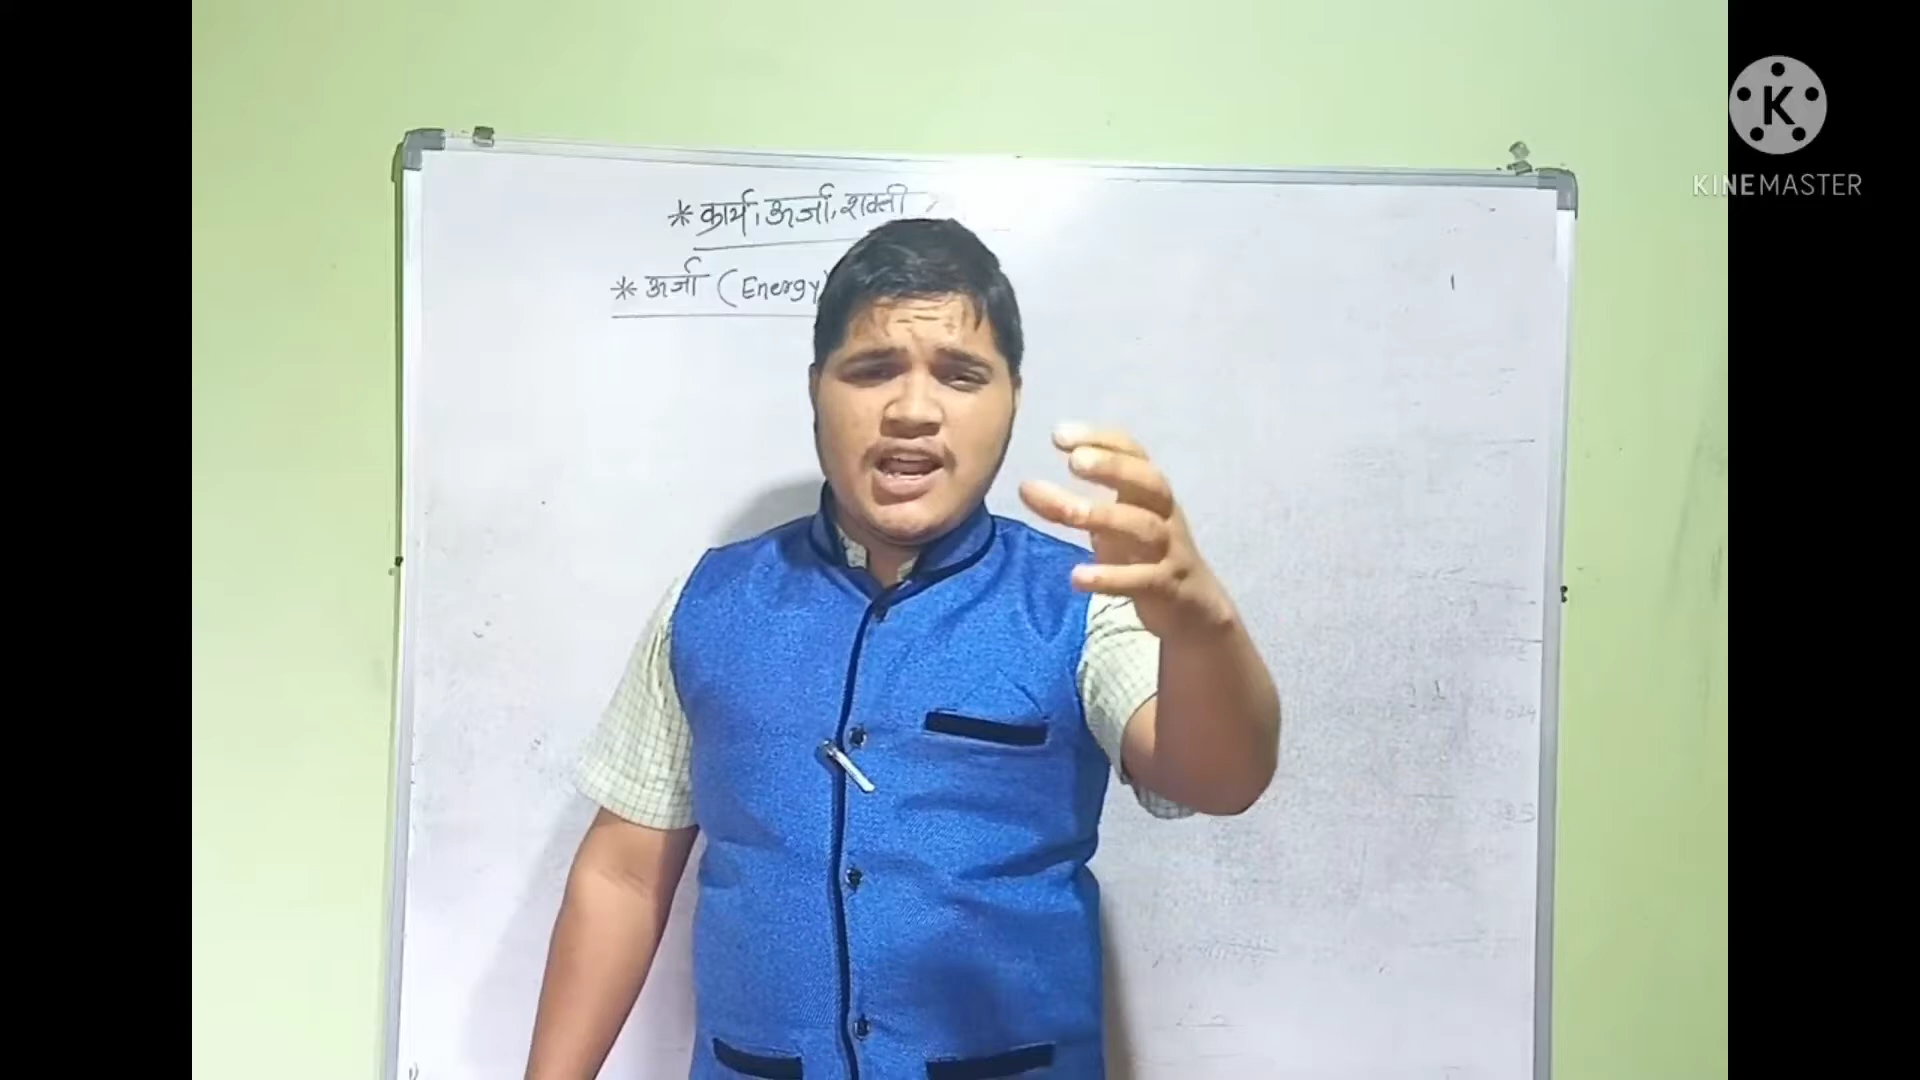 * कार्य, ऊर्जा, शक्ती
* ऊर्जा (Energy)
K
KINEMASTER